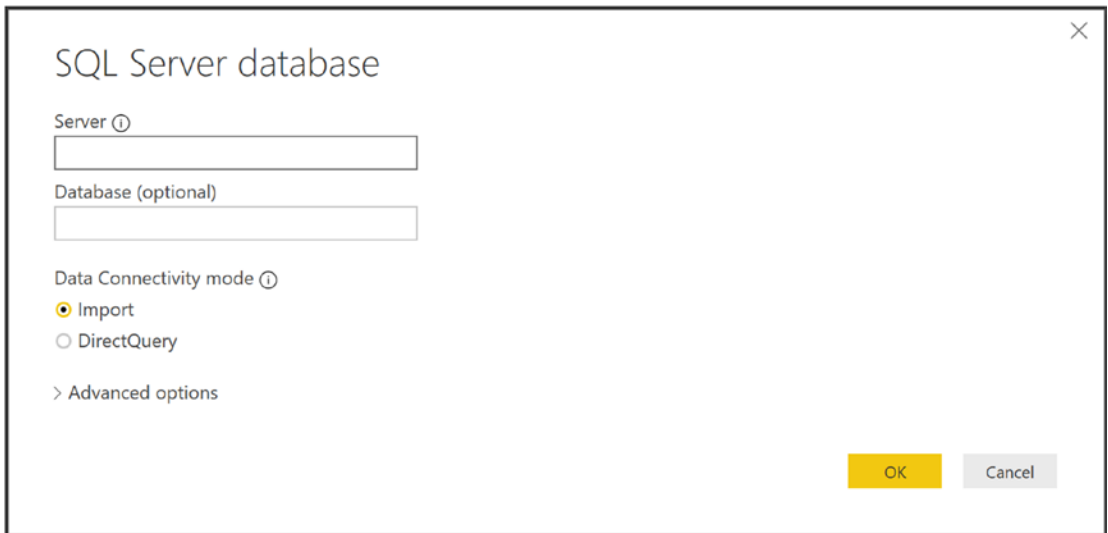 SQL Server database
Server
Database (optional)
Data Connectivity mode
Import
DirectQuery
Advanced options
OK Cancel